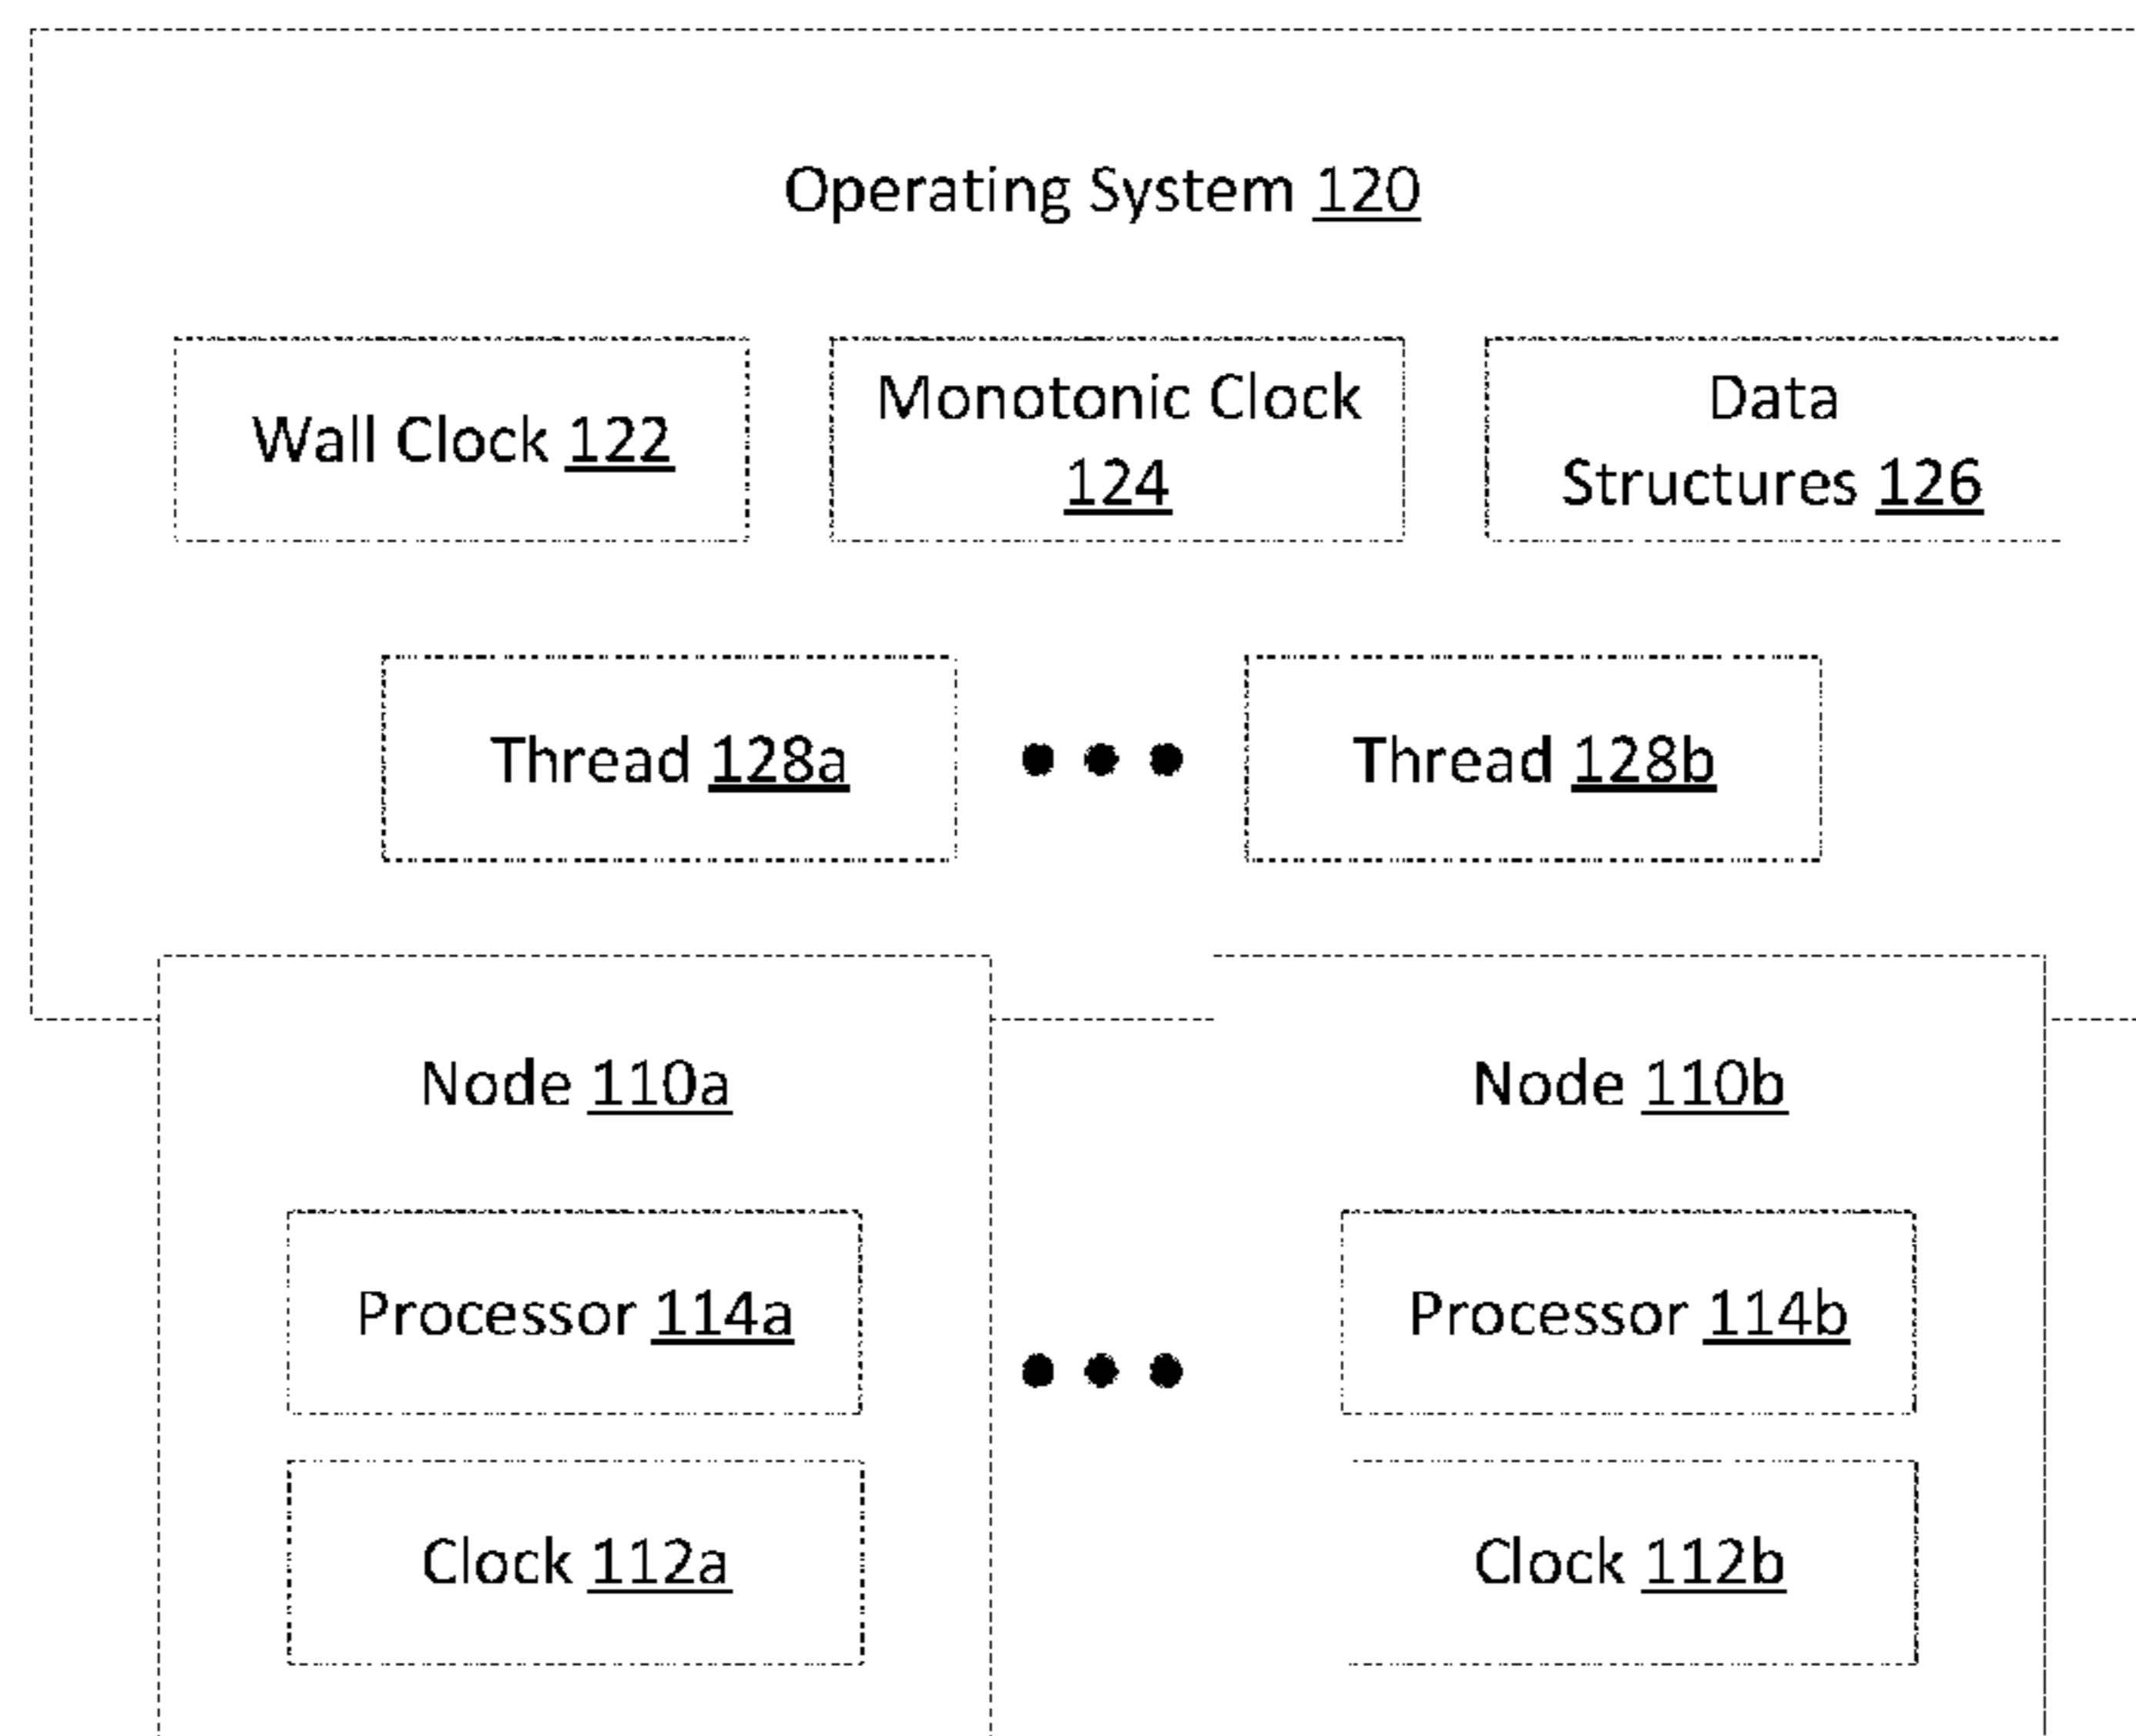 Operating System 120
Wall Clock 122
Monotonic Clock
124
Data
Structures 126
Thread 128a
Thread 128b
Node 110a
Node 110b
Processor 114a
Processor 114b
Clock 112a
Clock 112b